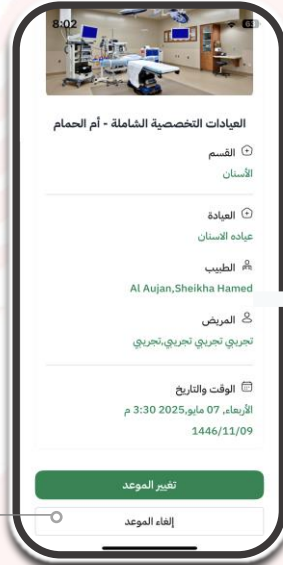 8:02
61
العيادات التخصصية الشاملة - أم الحمام
القسم
الأسنان
العيادة
عياده الاسنان
الطبيب
Al Aujan,Sheikha Hamed
المريض
تجريبي تجريبي تجريبي,تجريبي
الوقت والتاريخ
الأربعاء, 07 مايو,2025 3:30 م
1446/11/09
تغيير الموعد
إلغاء الموعد